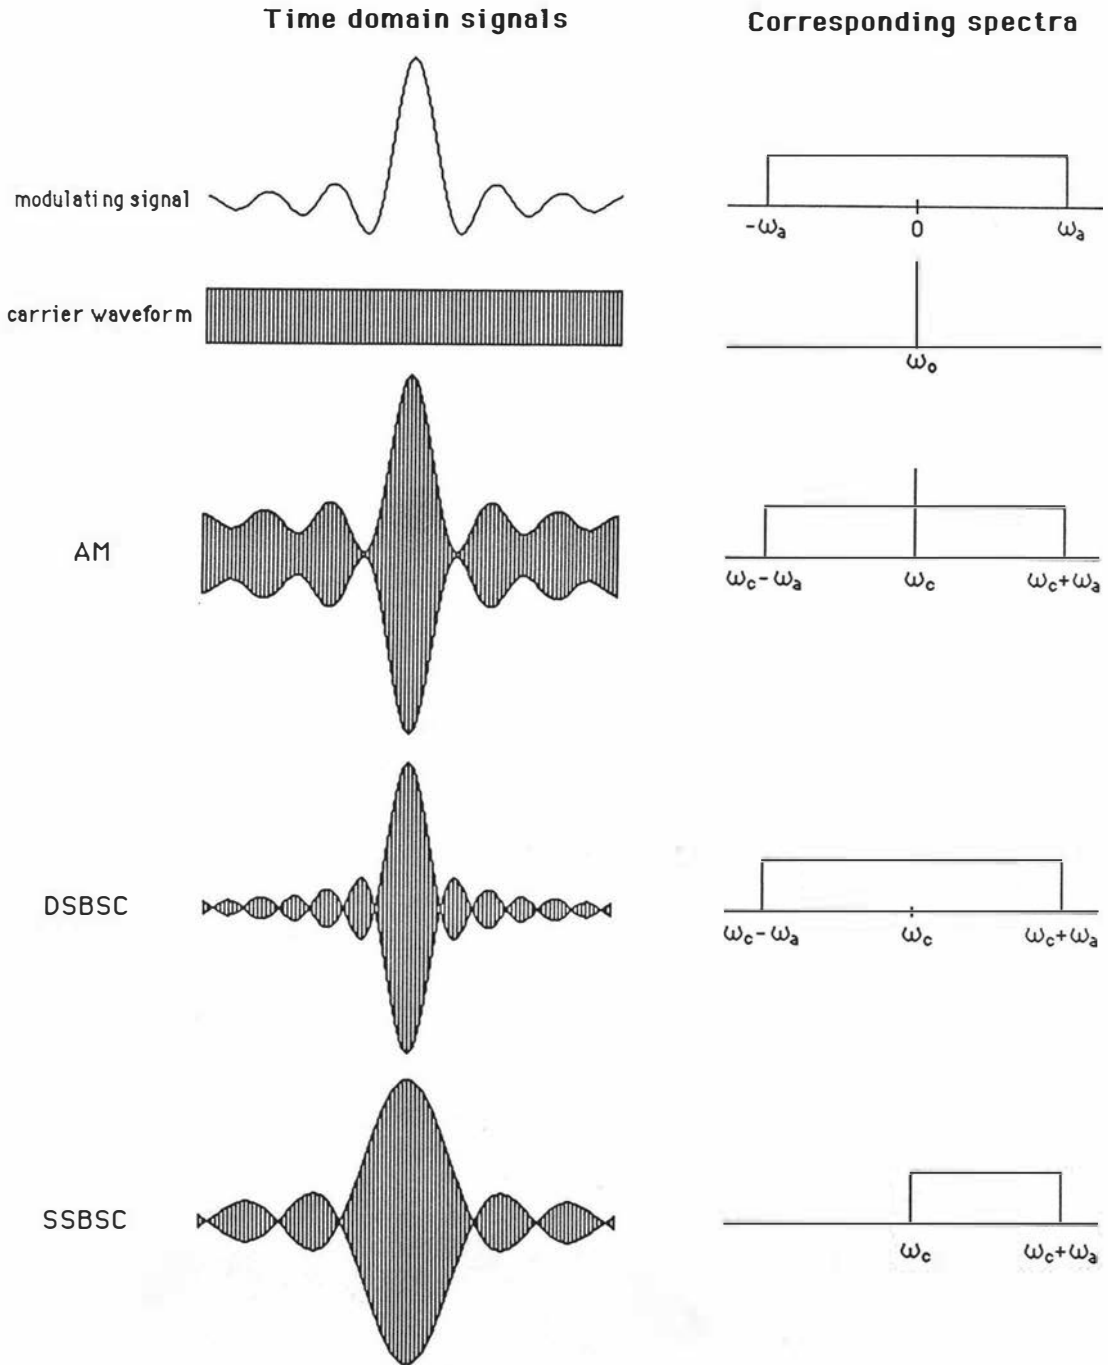 Time domain signals
Corresponding spectra
modulating signal
-ωa 0 ωa
carrier waveform
ωo
AM
ωc-ωa ωc ωc+ωa
DSBSC
ωc-ωa ωc ωc+ωa
SSBSC
ωc ωc+ωa